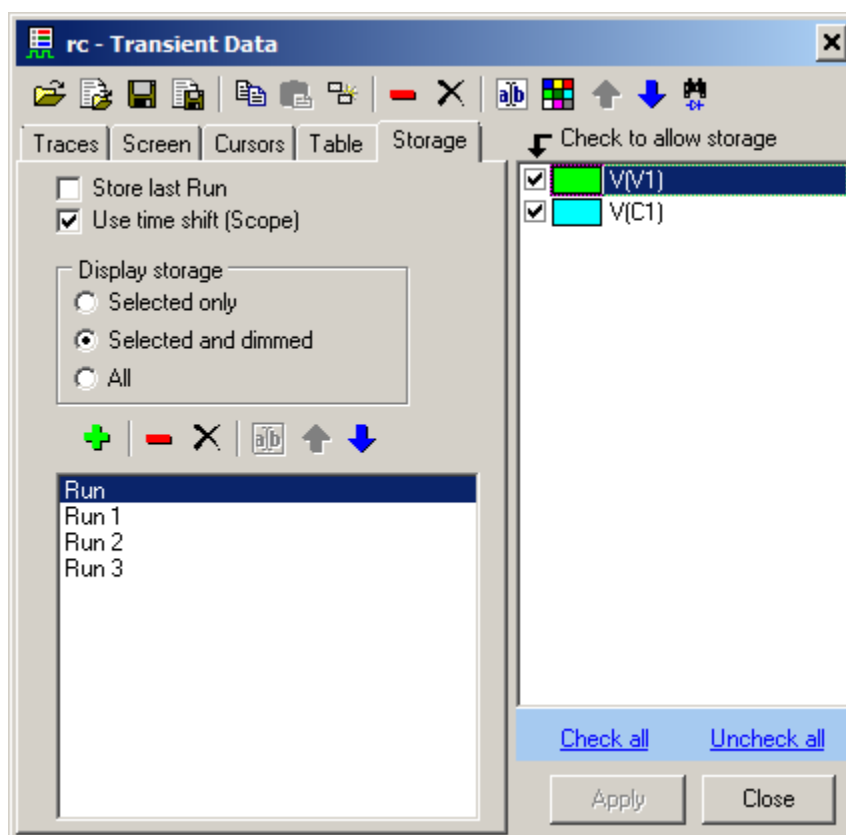 rc - Transient Data
Traces Screen Cursors Table Storage
Check to allow storage
Store last Run
Use time shift (Scope)
Display storage
Selected only
Selected and dimmed
All
Run
Run 1
Run 2
Run 3
V(V1)
V(C1)
Check all Uncheck all
Apply Close